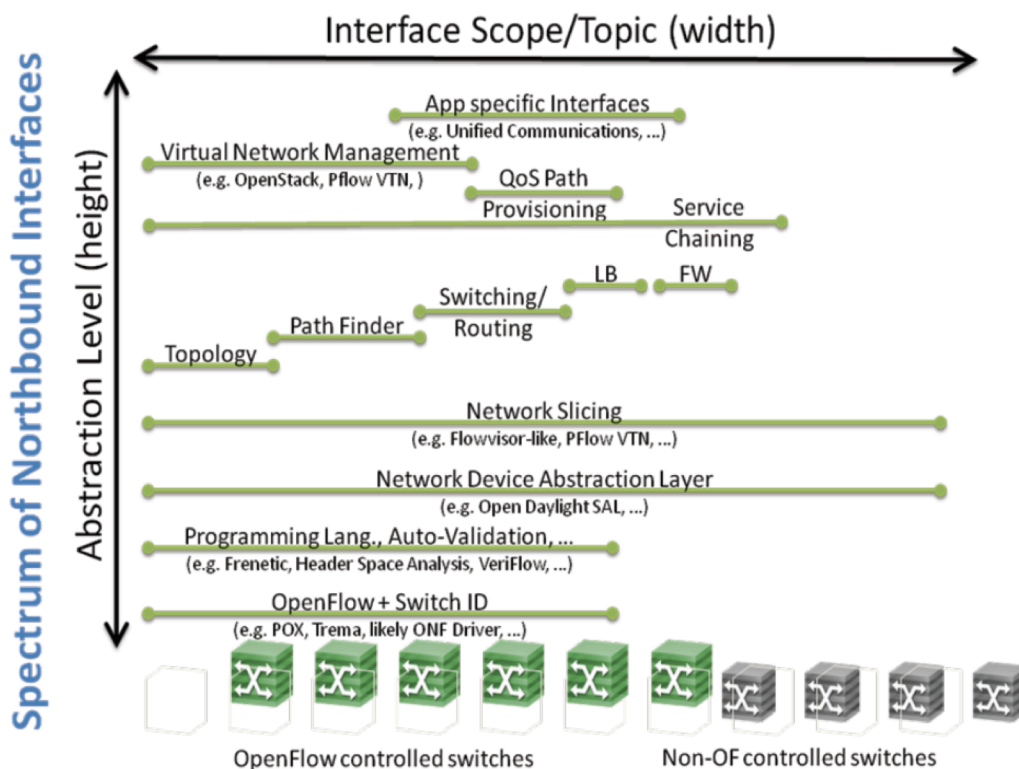 Interface Scope/Topic (width)
Spectrum of Northbound Interfaces
Abstraction Level (height)
App specific Interfaces
(e.g. Unified Communications, ...)
Virtual Network Management
(e.g. OpenStack, Pflow VTN, )
QoS Path
Provisioning
Service
Chaining
LB
FW
Switching/
Routing
Path Finder
Topology
Network Slicing
(e.g. Flowvisor-like, PFlow VTN, ...)
Network Device Abstraction Layer
(e.g. Open Daylight SAL, ...)
Programming Lang., Auto-Validation, ...
(e.g. Frenetic, Header Space Analysis, VeriFlow, ...)
OpenFlow + Switch ID
(e.g. POX, Trema, likely ONF Driver, ...)
OpenFlow controlled switches
Non-OF controlled switches